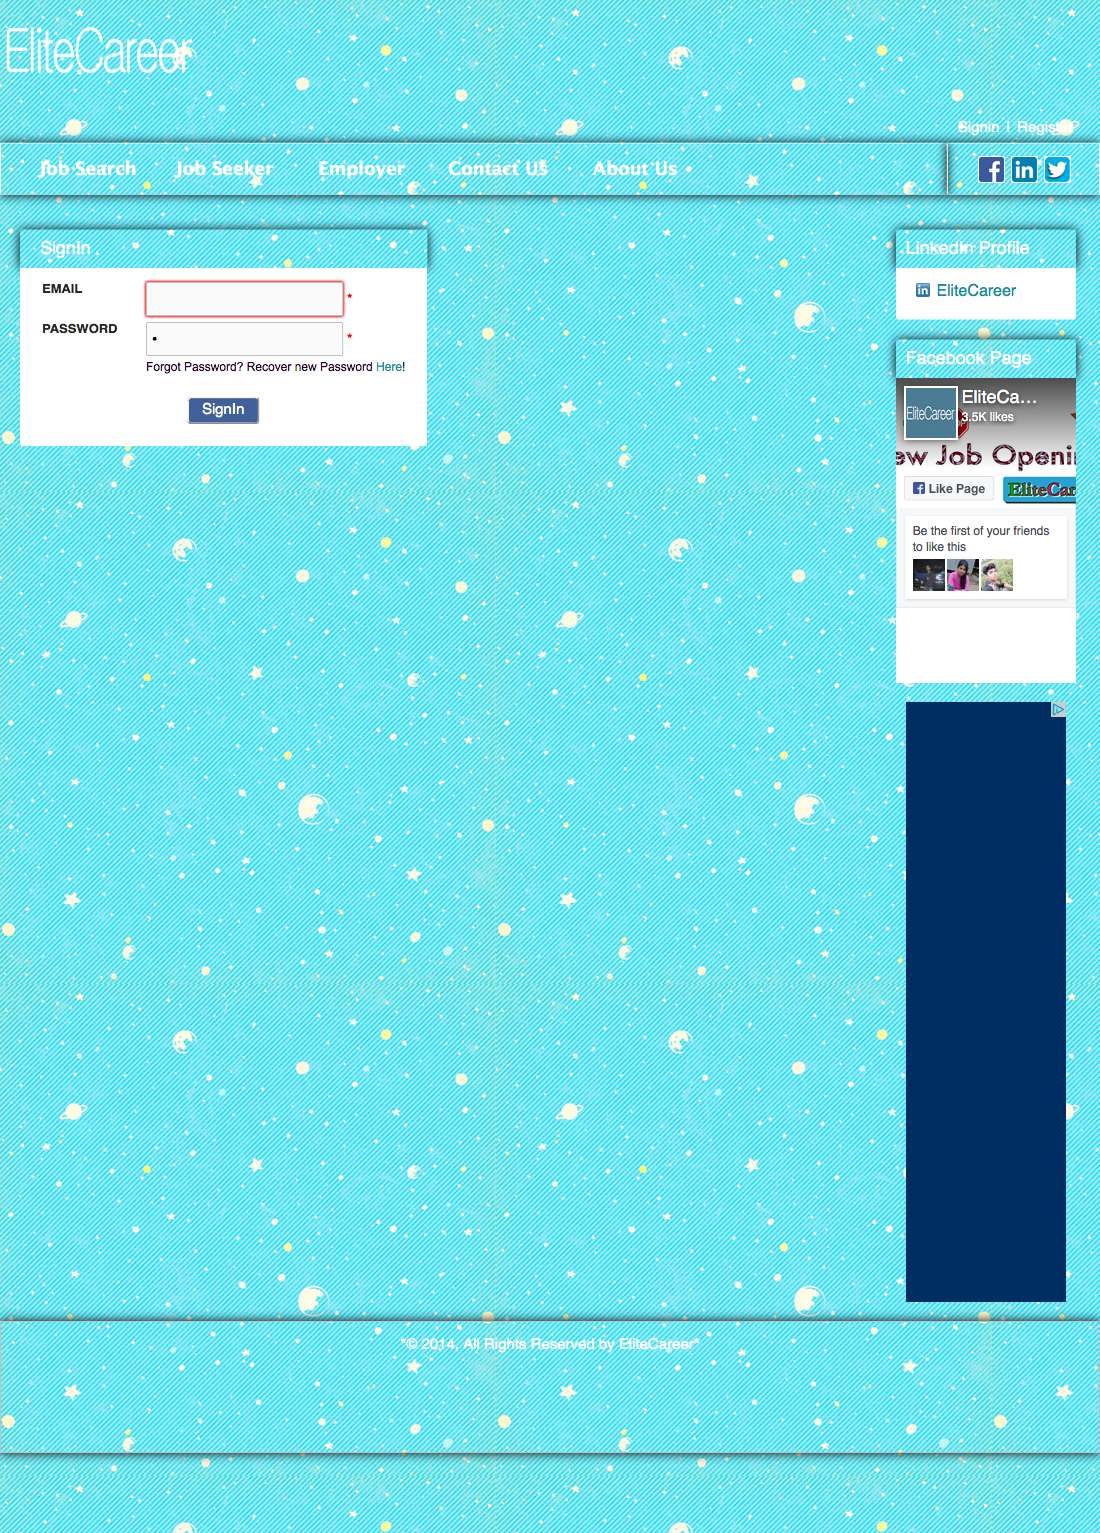 EliteCareer
Signin | Register
Job Search
Job Seeker
Employer
Contact US
About Us
SignIn
EMAIL
*
PASSWORD
•
*
Forgot Password? Recover new Password Here!
SignIn
LinkedIn Profile
EliteCareer
Facebook Page
EliteCareer
EliteCa...
3.5K likes
ew Job Openin
Like Page
EliteCar
Be the first of your friends
to like this
*© 2014, All Rights Reserved by EliteCareer*